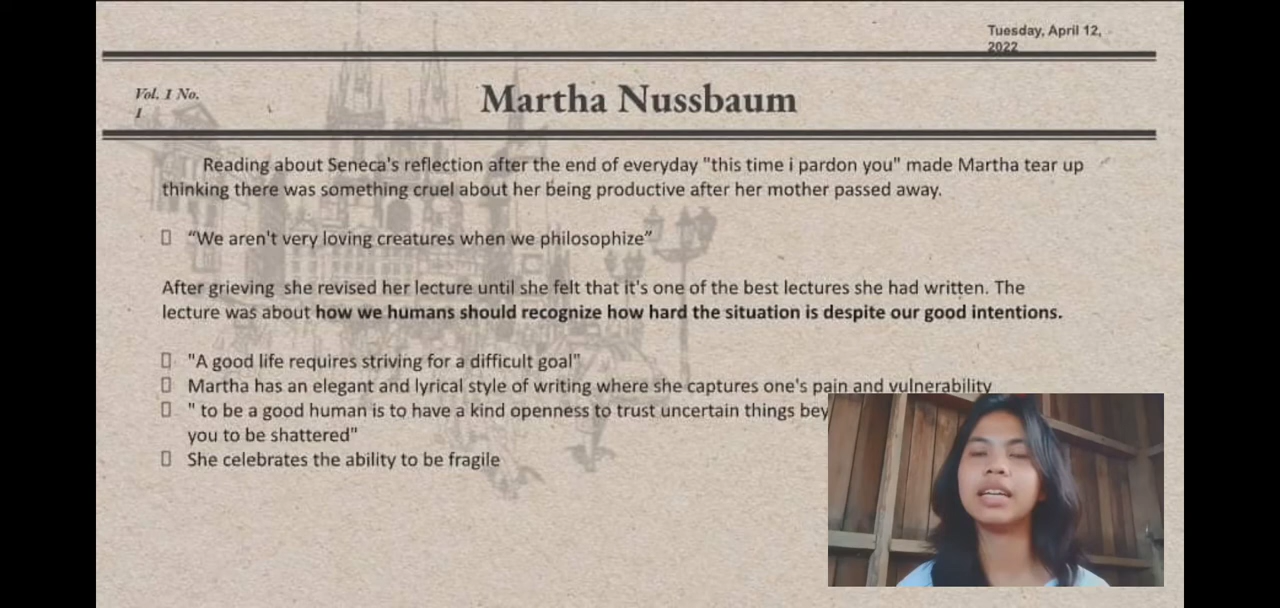 Tuesday, April 12,
2022
Vol. 1 No.
1
Martha Nussbaum
Reading about Seneca's reflection after the end of everyday "this time i pardon you" made Martha tear up
thinking there was something cruel about her being productive after her mother passed away.
“We aren't very loving creatures when we philosophize”
After grieving she revised her lecture until she felt that it's one of the best lectures she had written. The
lecture was about how we humans should recognize how hard the situation is despite our good intentions.
"A good life requires striving for a difficult goal"
Martha has an elegant and lyrical style of writing where she captures one's pain and vulnerability
" to be a good human is to have a kind openness to trust uncertain things
you to be shattered"
She celebrates the ability to be fragile